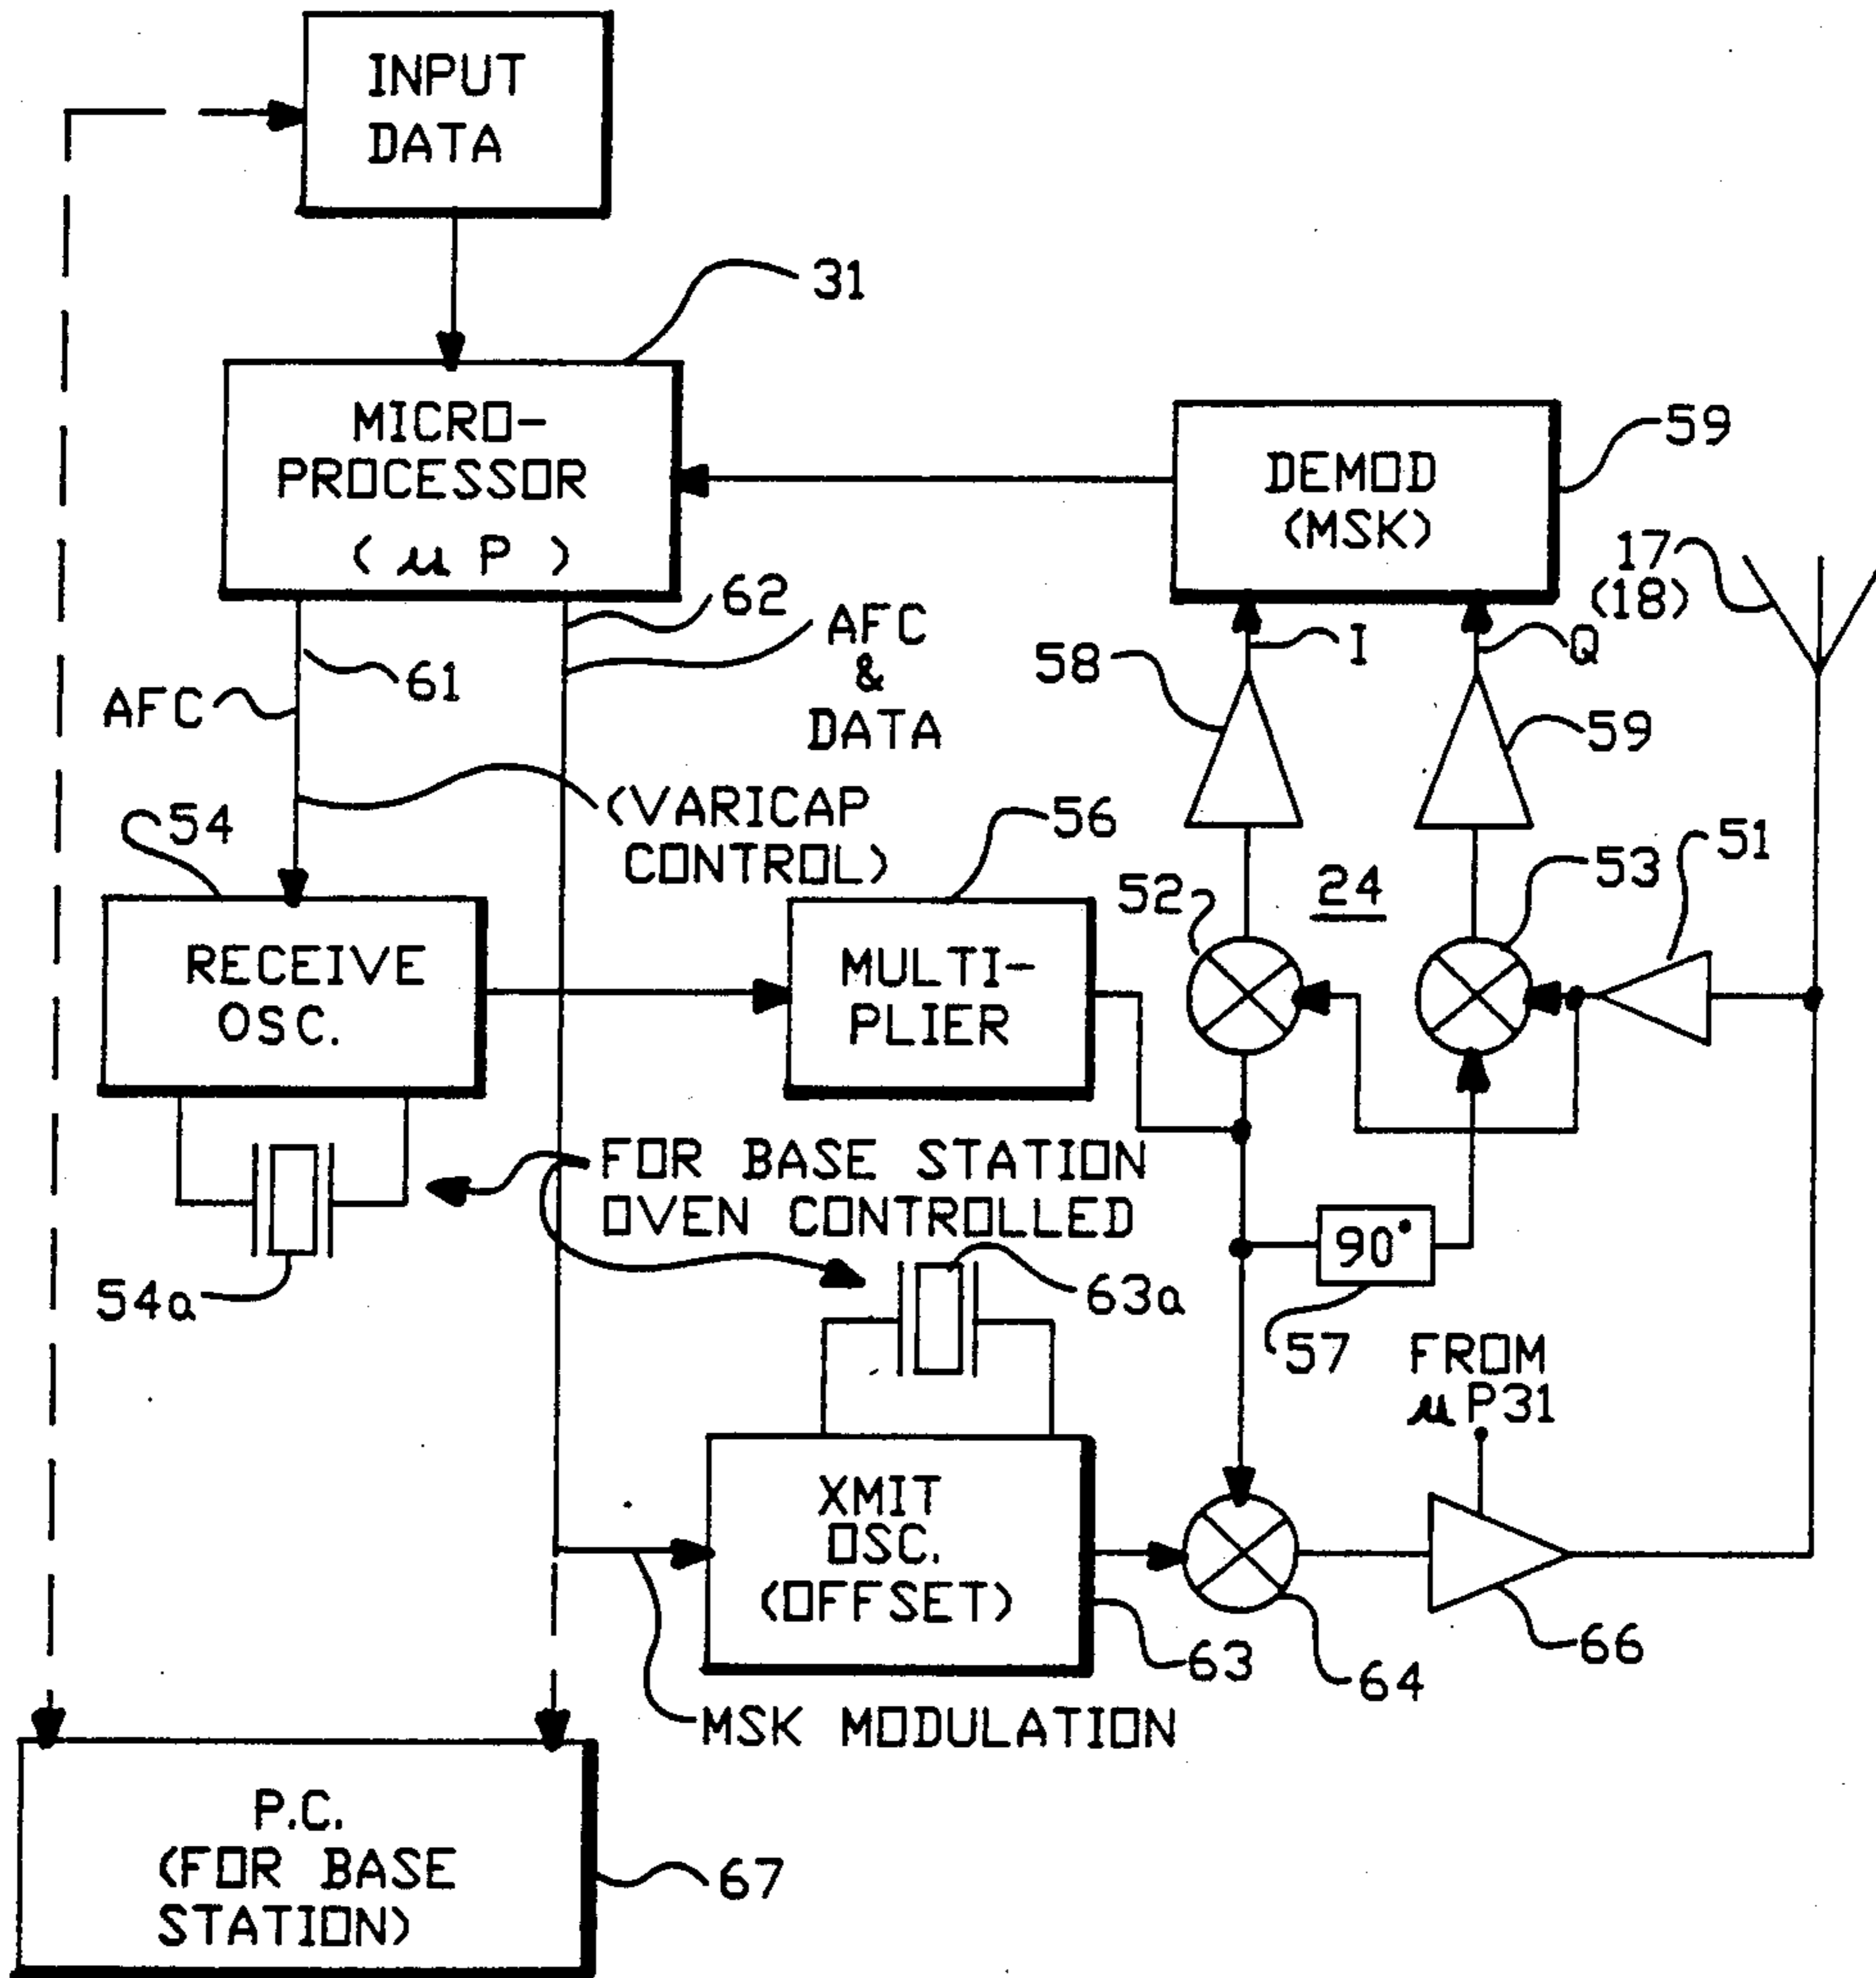 INPUT
DATA
31
MICRO-
PROCESSOR
( μ P )
DEMOD
(MSK)
59
17
(18)
62
AFC
&
DATA
61
AFC
58
I
Q
59
54
(VARICAP
CONTROL)
56
51
53
52
24
RECEIVE
OSC.
MULTI-
PLIER
FOR BASE STATION
OVEN CONTROLLED
54a
63a
90°
57
FROM
μP31
XMIT
OSC.
(OFFSET)
63
64
66
MSK MODULATION
P.C.
(FOR BASE
STATION)
67